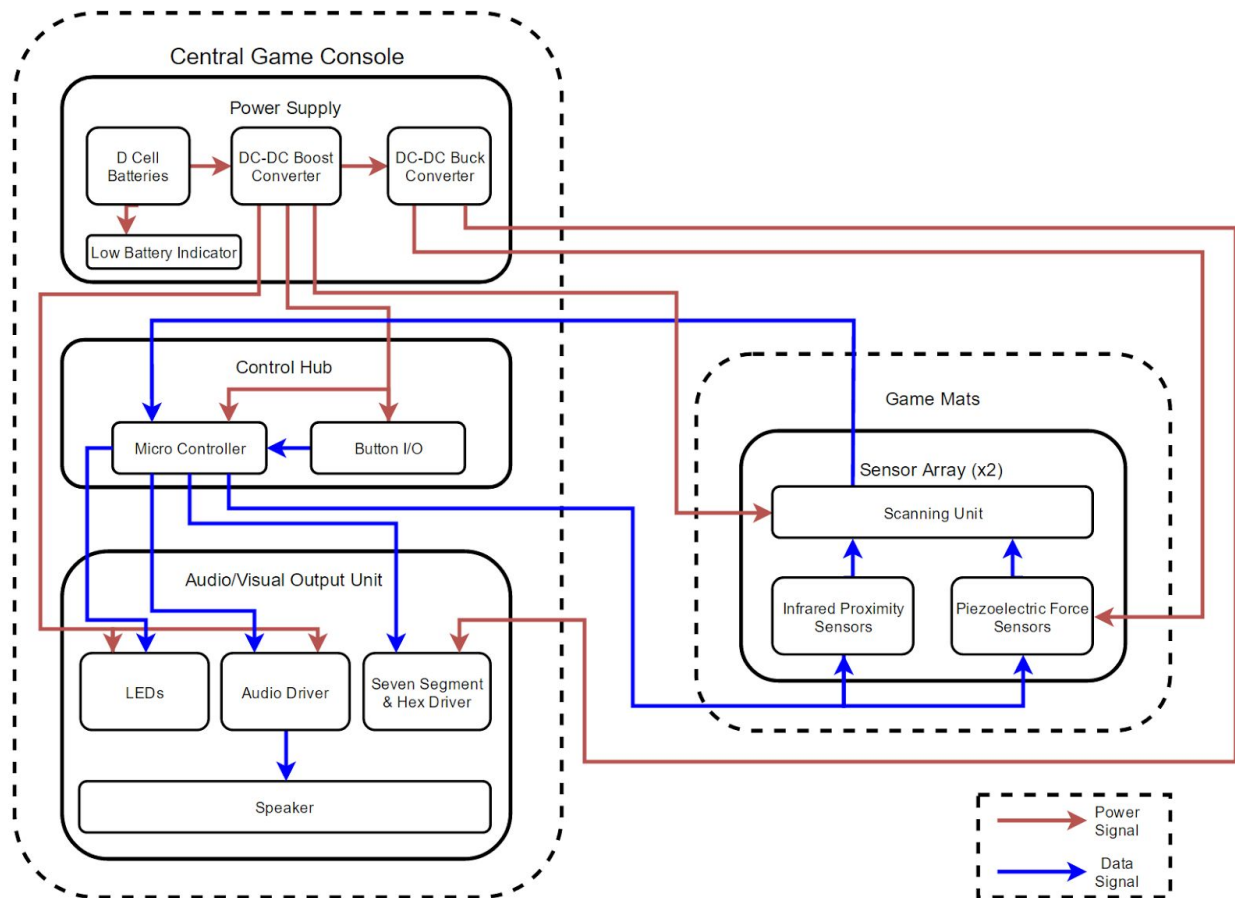 Central Game Console
Power Supply
D Cell
Batteries
DC-DC Boost
Converter
DC-DC Buck
Converter
Low Battery Indicator
Control Hub
Micro Controller
Button I/O
Game Mats
Sensor Array (x2)
Scanning Unit
Infrared Proximity
Sensors
Piezoelectric Force
Sensors
Audio/Visual Output Unit
LEDs
Audio Driver
Seven Segment
& Hex Driver
Speaker
Power
Signal
Data
Signal